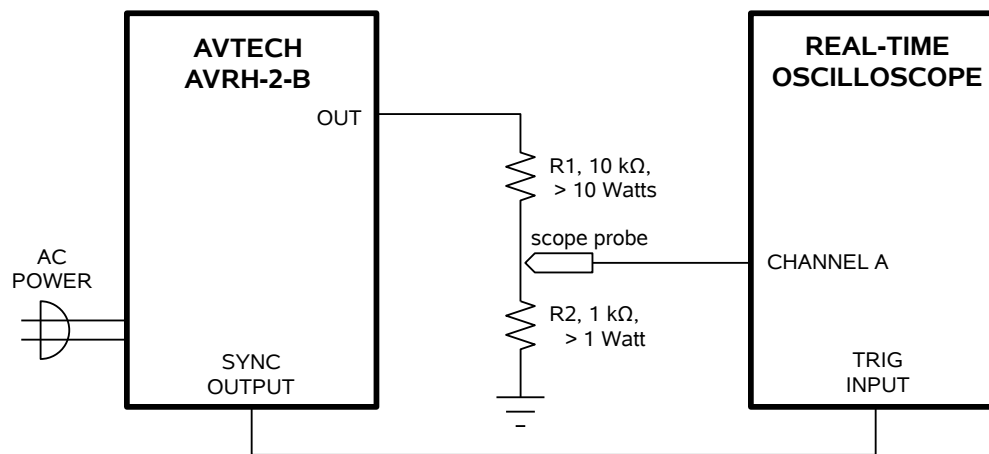 AVTECH
AVRH-2-B
OUT
R1, 10 kΩ,
> 10 Watts
scope probe
R2, 1 kΩ,
> 1 Watt
AC
POWER
SYNC
OUTPUT
REAL-TIME
OSCILLOSCOPE
CHANNEL A
TRIG
INPUT